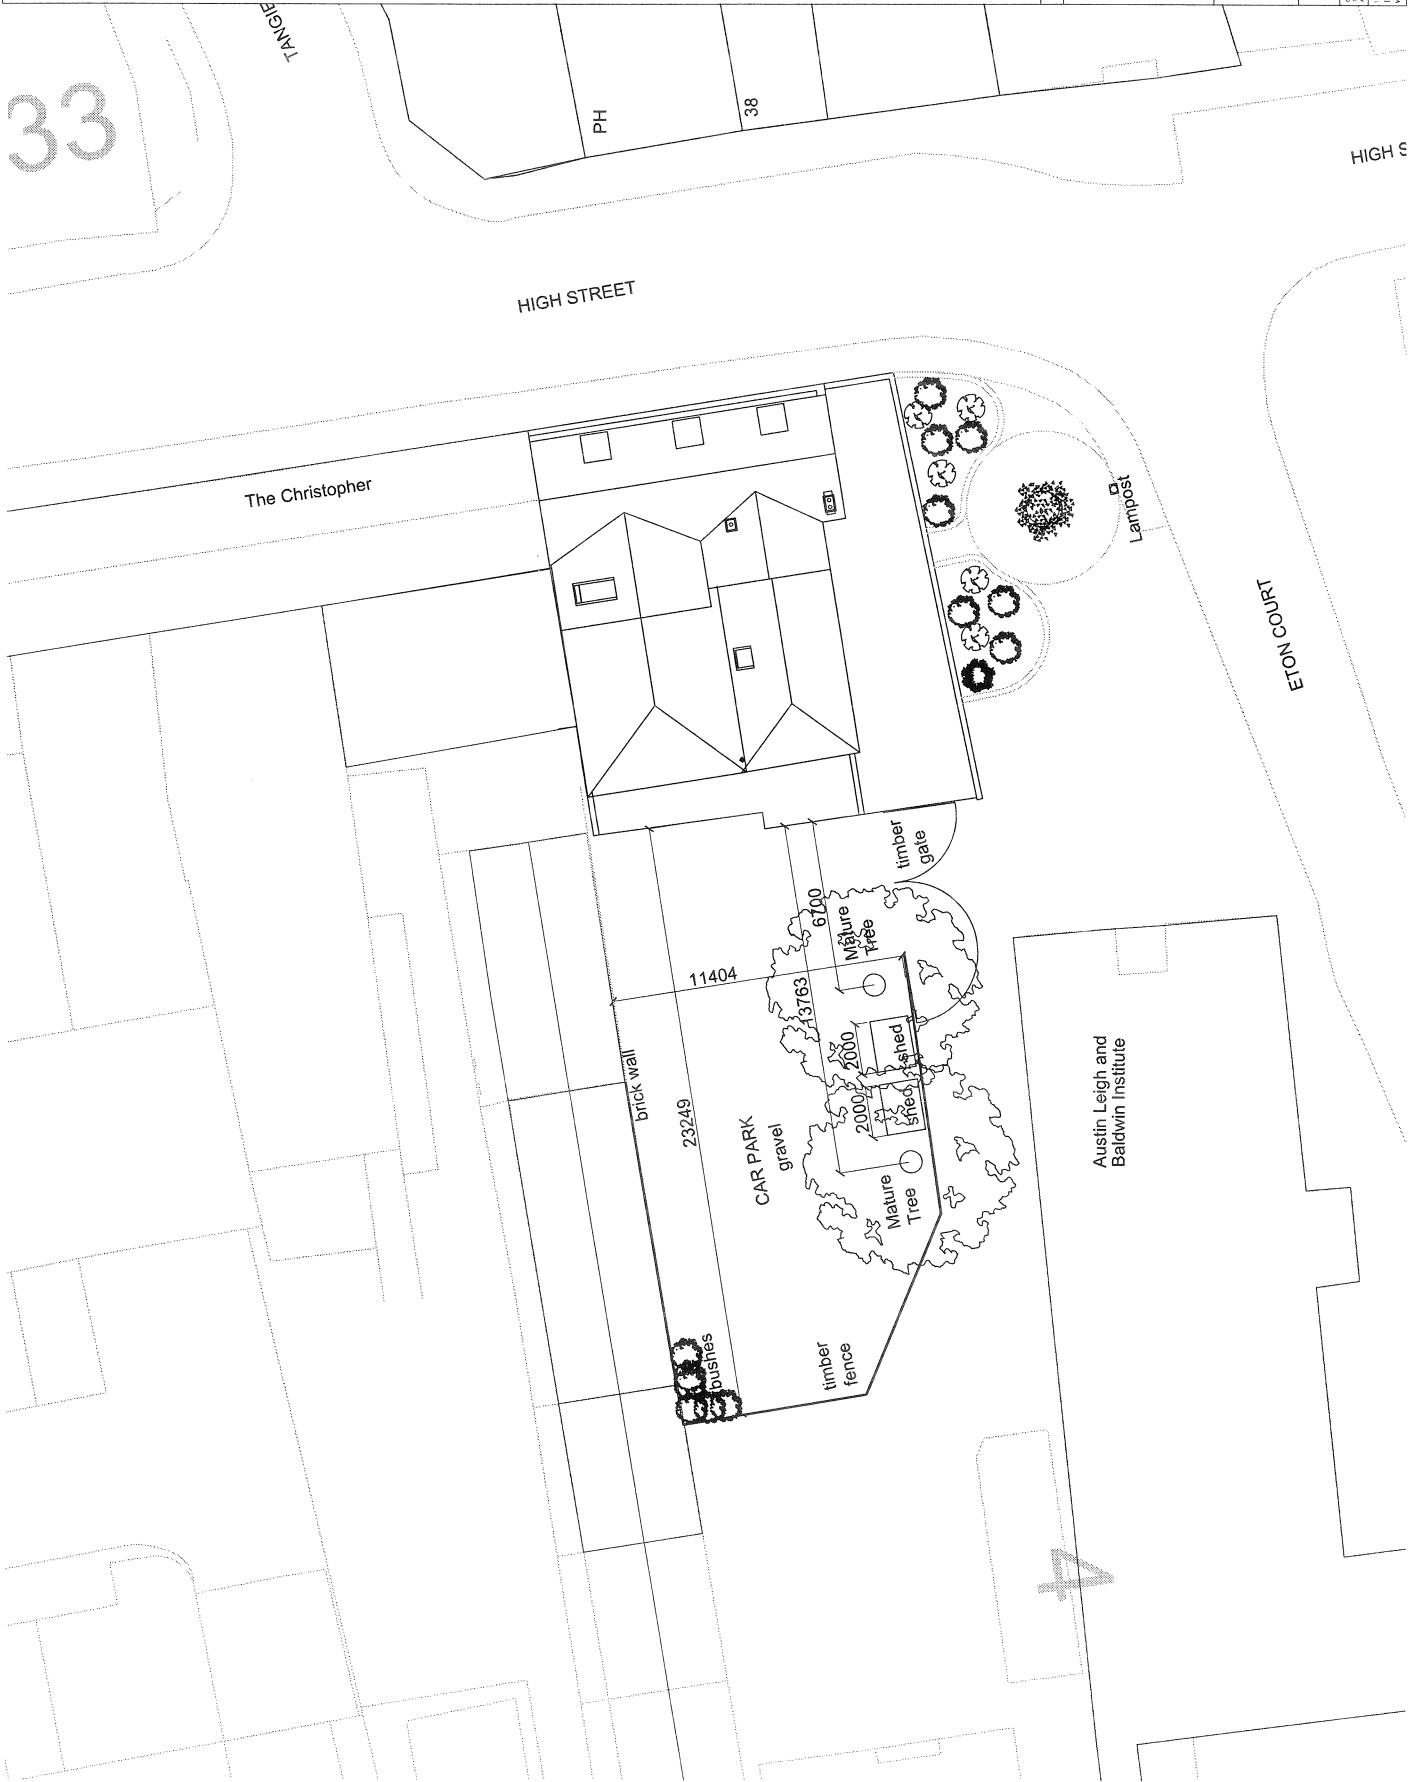 33
PH
38
HIGH S
HIGH STREET
The Christopher
Lampost
ETON COURT
timber
gate
6700
Mature
Tree
11404
13763
2000
shed
2000
shed
brick wall
23249
CAR PARK
gravel
Mature
Tree
Austin Leigh and
Baldwin Institute
bushes
timber
fence
4